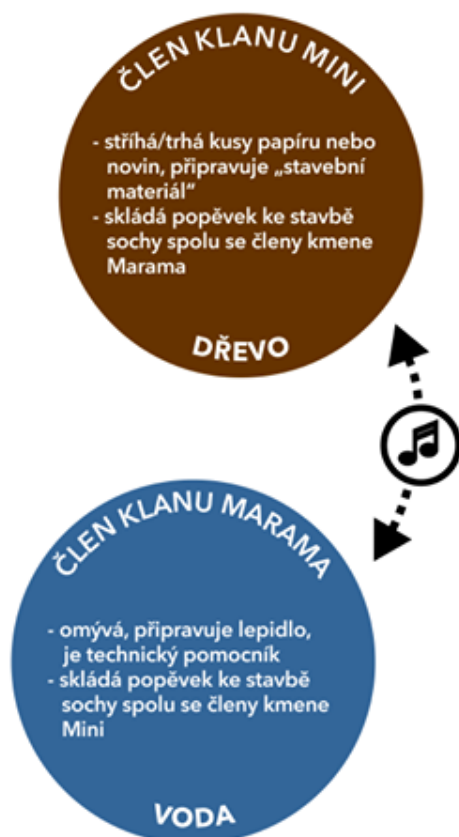 ČLEN KLANU MINI
- stříhá/trhá kusy papíru nebo
novin, připravuje „stavební
materiál“
- skládá popěvek ke stavbě
sochy spolu se členy kmene
Marama
DŘEVO
ČLEN KLANU MARAMA
- omývá, připravuje lepidlo,
je technický pomocník
- skládá popěvek ke stavbě
sochy spolu se členy kmene
Mini
VODA